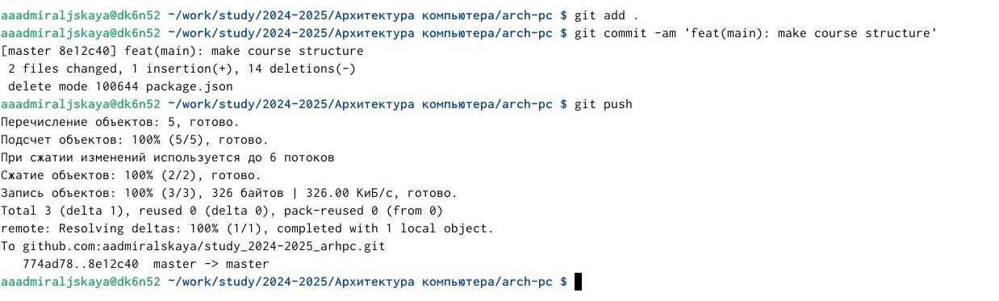 aaadmiraljskaya@dk6n52 ~/work/study/2024-2025/Архитектура компьютера/arch-pc $ git add .
aaadmiraljskaya@dk6n52 ~/work/study/2024-2025/Архитектура компьютера/arch-pc $ git commit -am 'feat(main): make course structure'
[master 8e12c40] feat(main): make course structure
 2 files changed, 1 insertion(+), 14 deletions(-)
 delete mode 100644 package.json
aaadmiraljskaya@dk6n52 ~/work/study/2024-2025/Архитектура компьютера/arch-pc $ git push
Перечисление объектов: 5, готово.
Подсчет объектов: 100% (5/5), готово.
При сжатии изменений используется до 6 потоков
Сжатие объектов: 100% (2/2), готово.
Запись объектов: 100% (3/3), 326 байтов | 326.00 КиБ/с, готово.
Total 3 (delta 1), reused 0 (delta 0), pack-reused 0 (from 0)
remote: Resolving deltas: 100% (1/1), completed with 1 local object.
To github.com:aadmiralskaya/study_2024-2025_arhpc.git
   774ad78..8e12c40  master -> master
aaadmiraljskaya@dk6n52 ~/work/study/2024-2025/Архитектура компьютера/arch-pc $